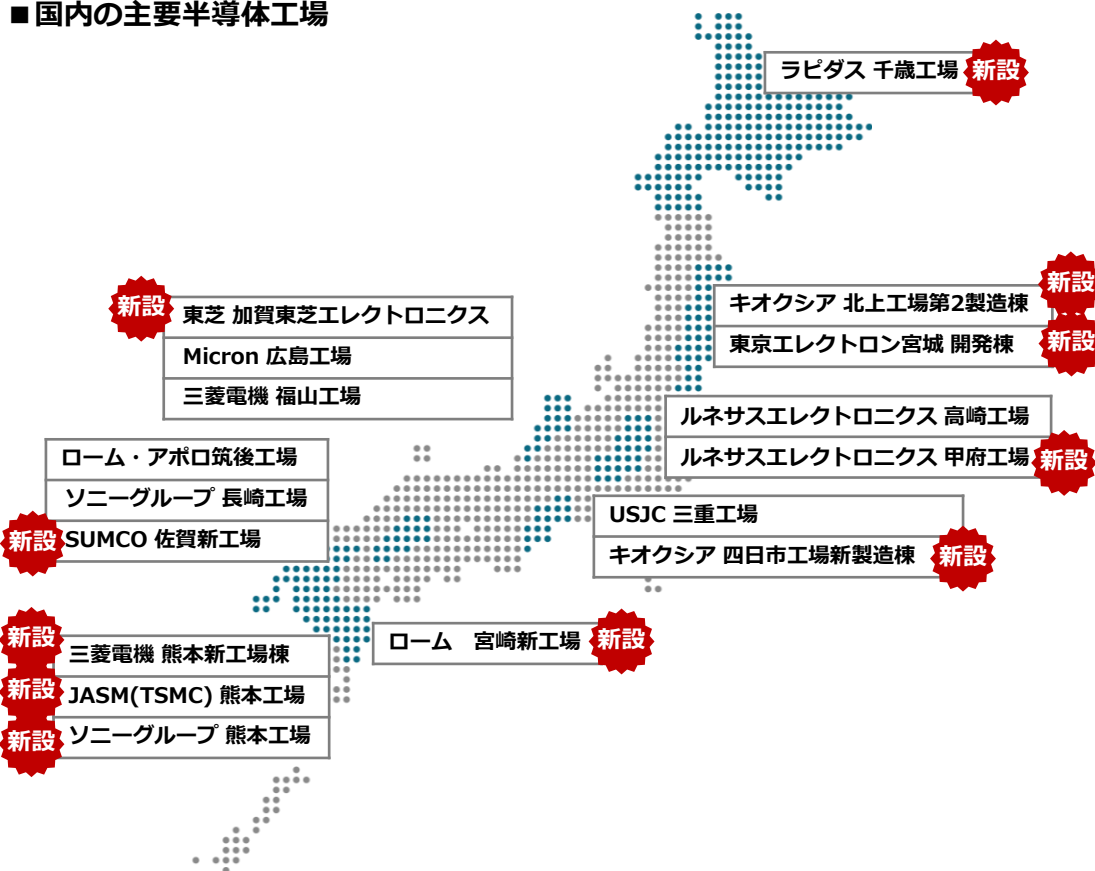 ■国内の主要半導体工場
ラピダス 千歳工場 新設
キオクシア 北上工場第2製造棟 新設
東京エレクトロン宮城 開発棟 新設
新設 東芝 加賀東芝エレクトロニクス
Micron 広島工場
三菱電機 福山工場
ルネサスエレクトロニクス 高崎工場
ルネサスエレクトロニクス 甲府工場 新設
ローム・アポロ筑後工場
ソニーグループ 長崎工場
新設 SUMCO 佐賀新工場
USJC 三重工場
キオクシア 四日市工場新製造棟 新設
ローム　宮崎新工場 新設
新設 三菱電機 熊本新工場棟
新設 JASM(TSMC) 熊本工場
新設 ソニーグループ 熊本工場